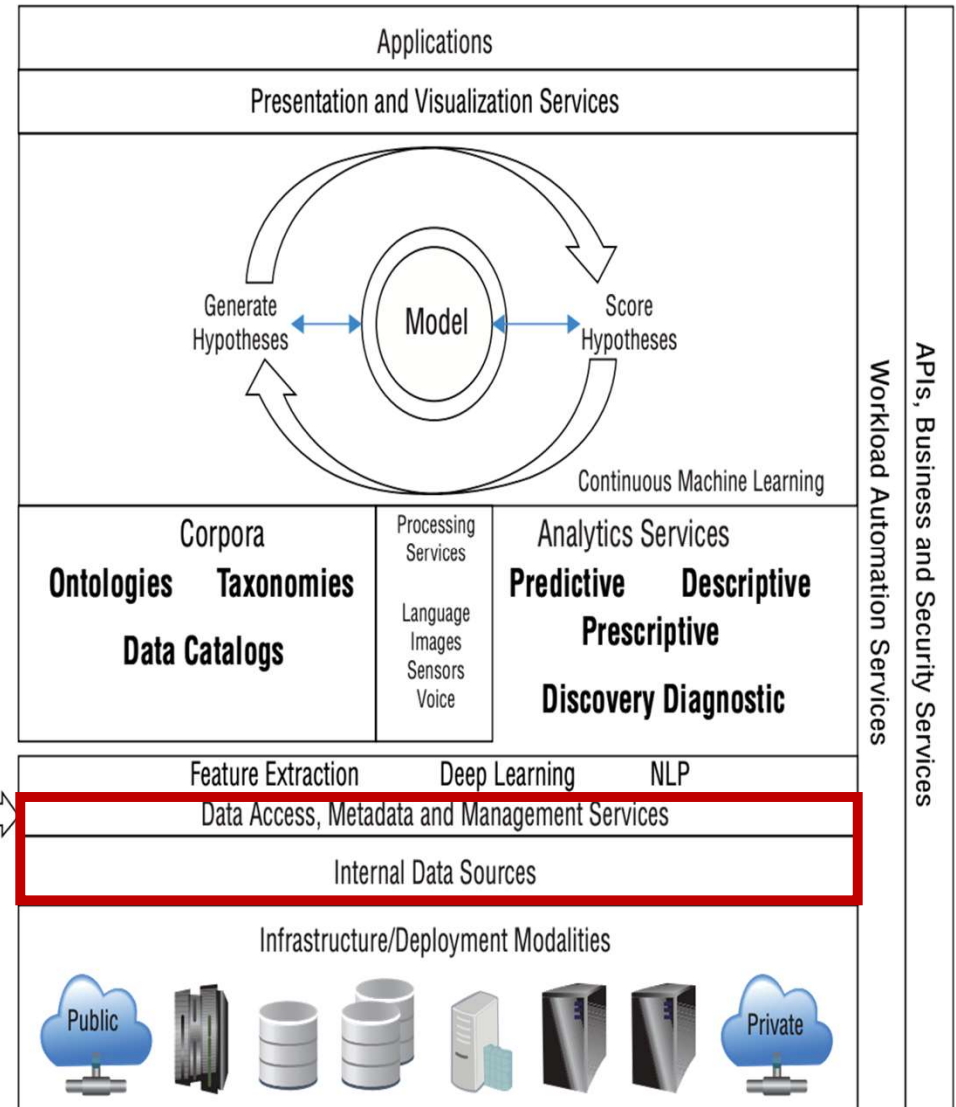 Applications
Presentation and Visualization Services
Generate
Hypotheses
Model
Score
Hypotheses
Continuous Machine Learning
Corpora
Ontologies Taxonomies
Data Catalogs
Processing
Services
Language
Images
Sensors
Voice
Analytics Services
Predictive Descriptive
Prescriptive
Discovery Diagnostic
Feature Extraction Deep Learning NLP
Data Access, Metadata and Management Services
Internal Data Sources
Infrastructure/Deployment Modalities
Public
Private
Workload Automation Services
APIs, Business and Security Services